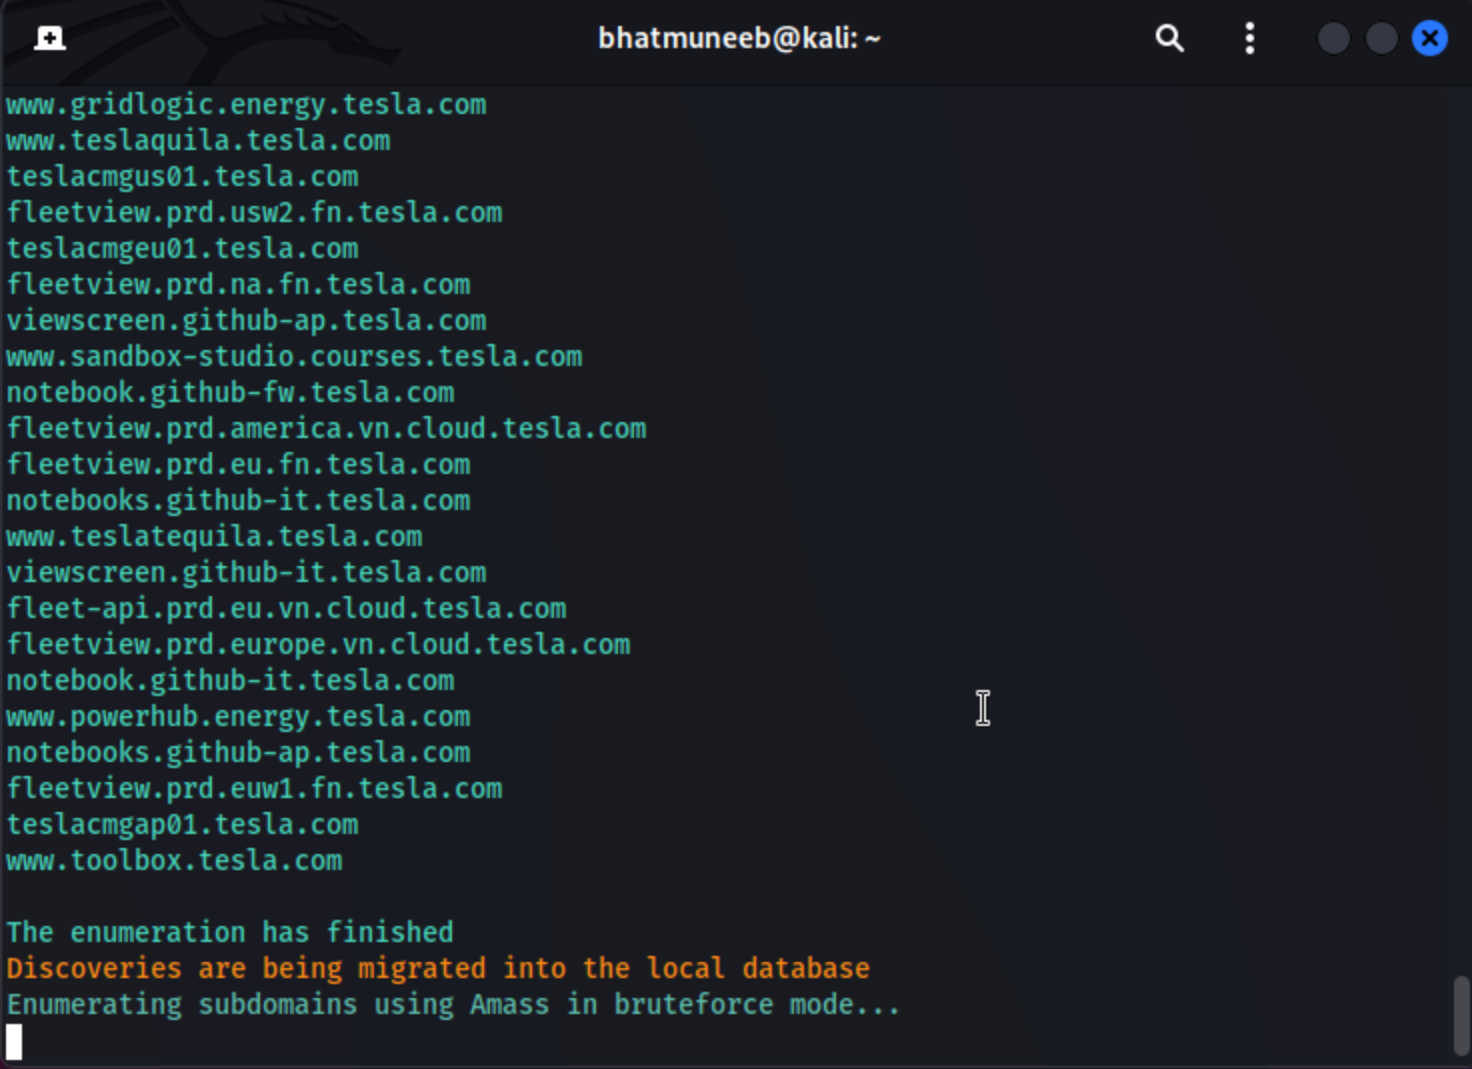 bhatmuneeb@kali: ~
www.gridlogic.energy.tesla.com
www.teslaquila.tesla.com
teslacmgus01.tesla.com
fleetview.prd.usw2.fn.tesla.com
teslacmgeu01.tesla.com
fleetview.prd.na.fn.tesla.com
viewscreen.github-ap.tesla.com
www.sandbox-studio.courses.tesla.com
notebook.github-fw.tesla.com
fleetview.prd.america.vn.cloud.tesla.com
fleetview.prd.eu.fn.tesla.com
notebooks.github-it.tesla.com
www.teslatequila.tesla.com
viewscreen.github-it.tesla.com
fleet-api.prd.eu.vn.cloud.tesla.com
fleetview.prd.europe.vn.cloud.tesla.com
notebook.github-it.tesla.com
www.powerhub.energy.tesla.com
notebooks.github-ap.tesla.com
fleetview.prd.euw1.fn.tesla.com
teslacmgap01.tesla.com
www.toolbox.tesla.com
The enumeration has finished
Discoveries are being migrated into the local database
Enumerating subdomains using Amass in bruteforce mode...